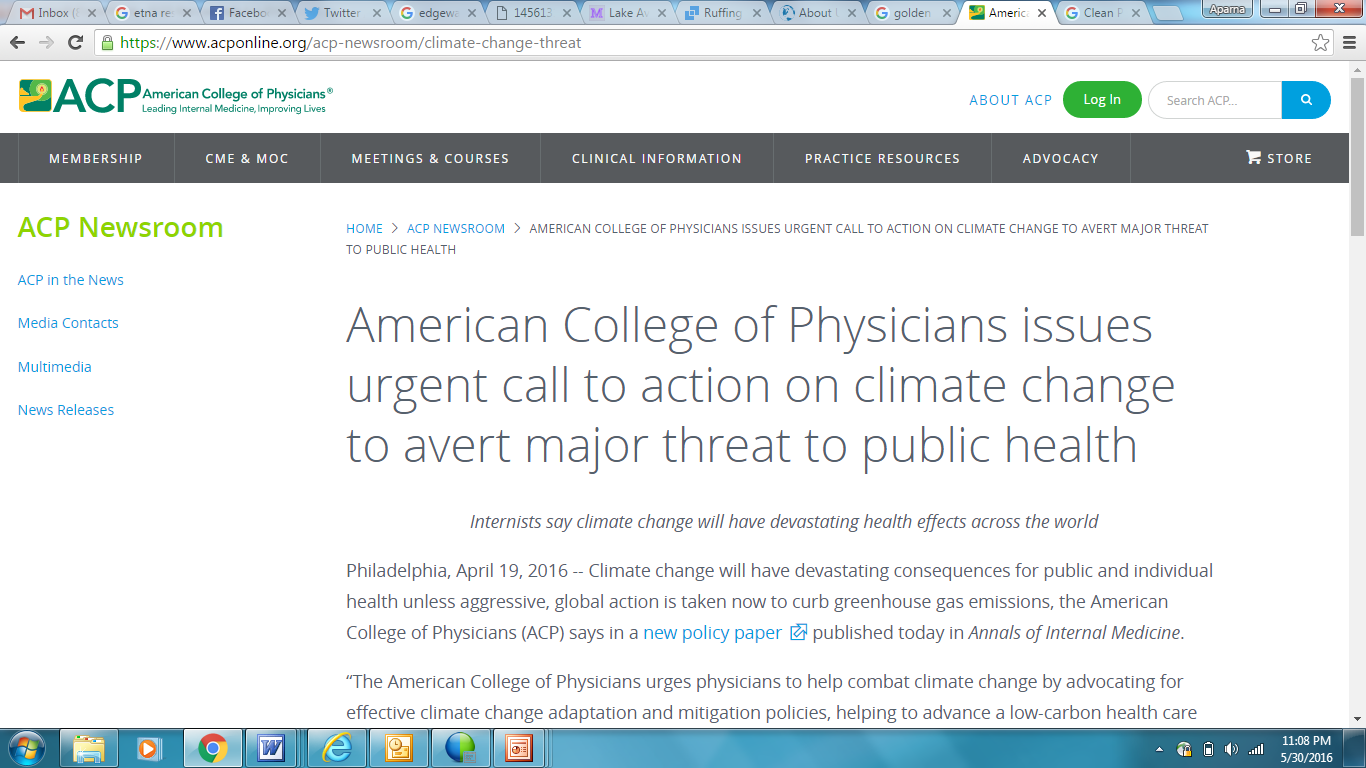 Inbox (8
etna res
Facebo
Twitter
edgewa
145613
Lake Av
Ruffing
About
golden
Americ
Clean P
Aparna
https://www.acponline.org/acp-newsroom/climate-change-threat
ACP American College of Physicians®
Leading Internal Medicine, Improving Lives
ABOUT ACP
Log In
Search ACP...
MEMBERSHIP
CME & MOC
MEETINGS & COURSES
CLINICAL INFORMATION
PRACTICE RESOURCES
ADVOCACY
STORE
ACP Newsroom
ACP in the News
Media Contacts
Multimedia
News Releases
HOME > ACP NEWSROOM > AMERICAN COLLEGE OF PHYSICIANS ISSUES URGENT CALL TO ACTION ON CLIMATE CHANGE TO AVERT MAJOR THREAT
TO PUBLIC HEALTH
American College of Physicians issues
urgent call to action on climate change
to avert major threat to public health
Internists say climate change will have devastating health effects across the world
Philadelphia, April 19, 2016 -- Climate change will have devastating consequences for public and individual
health unless aggressive, global action is taken now to curb greenhouse gas emissions, the American
College of Physicians (ACP) says in a new policy paper published today in Annals of Internal Medicine.
“The American College of Physicians urges physicians to help combat climate change by advocating for
effective climate change adaptation and mitigation policies, helping to advance a low-carbon health care
11:08 PM
5/30/2016